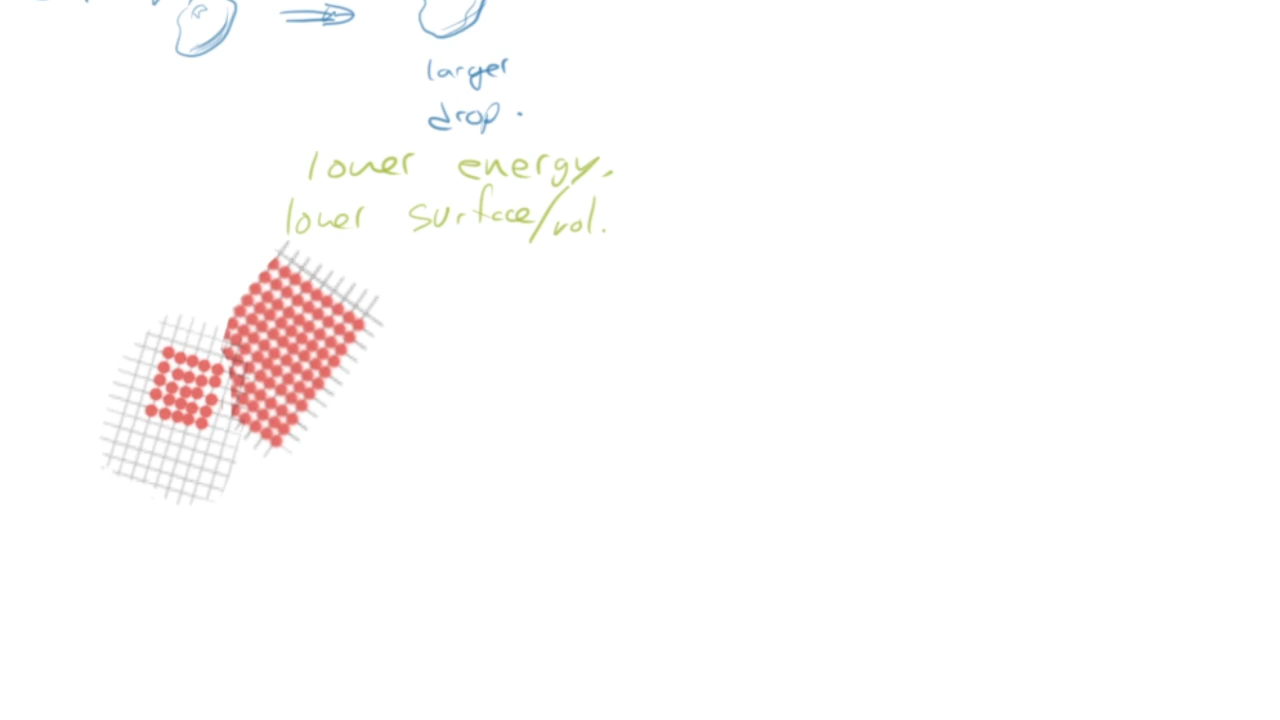 larger
drop.
lower energy.
lower surface/vol.